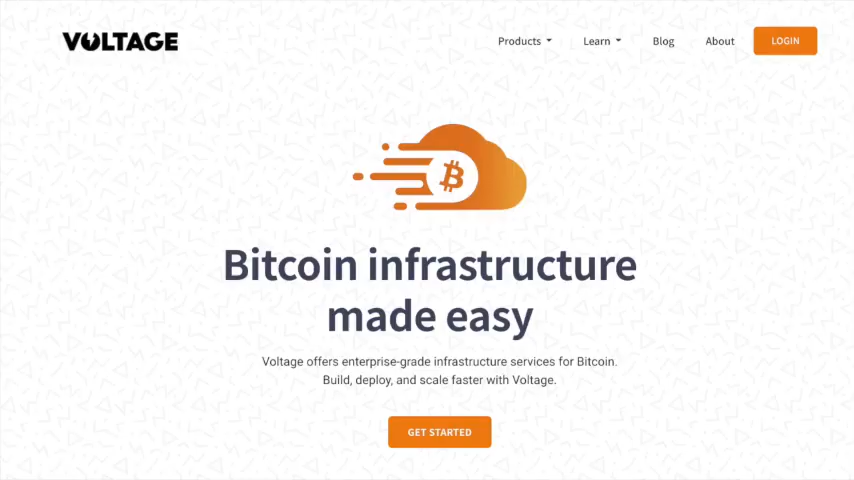 VOLTAGE
Products
Learn
Blog
About
LOGIN
Bitcoin infrastructure
made easy
Voltage offers enterprise-grade infrastructure services for Bitcoin.
Build, deploy, and scale faster with Voltage.
GET STARTED